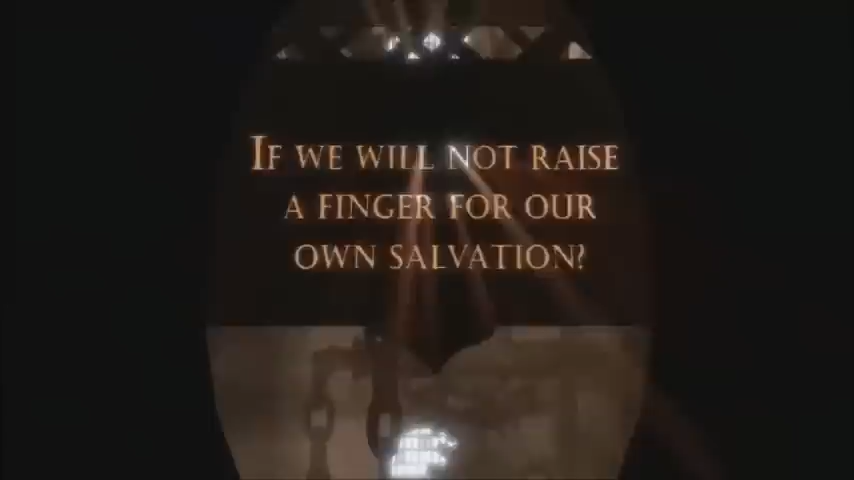 If we will not raise
a finger for our
own salvation?